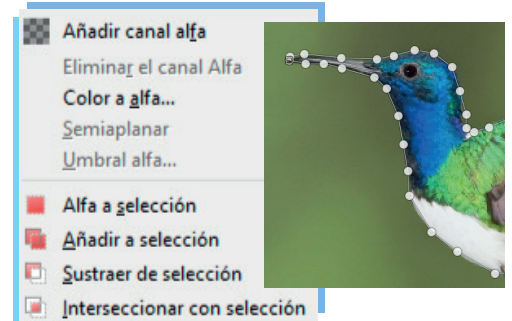 Añadir canal alfa
Eliminar el canal Alfa
Color a alfa...
Semiaplanar
Umbral alfa...
Alfa a selección
Añadir a selección
Sustraer de selección
Interseccionar con selección